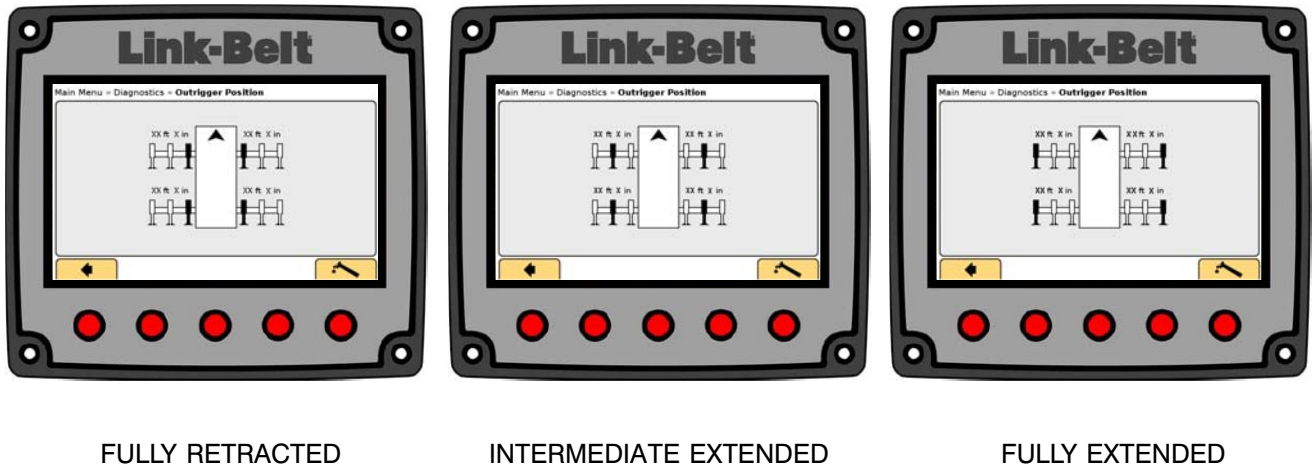 Link-Belt
Main Menu » Diagnostics » Outrigger Position
XX ft X in XX ft X in
XX ft X in XX ft X in
Link-Belt
Main Menu » Diagnostics » Outrigger Position
XX ft X in XX ft X in
XX ft X in XX ft X in
Link-Belt
Main Menu » Diagnostics » Outrigger Position
XX ft X in XX ft X in
XX ft X in XX ft X in
FULLY RETRACTED
INTERMEDIATE EXTENDED
FULLY EXTENDED